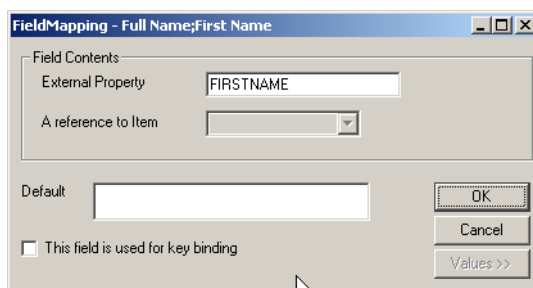 FieldMapping - Full Name;First Name
Field Contents
External Property FIRSTNAME
A reference to Item
Default
OK
Cancel
This field is used for key binding
Values >>